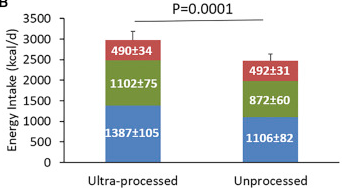 B
P=0.0001
Energy Intake (kcal/d)
3500
3000
2500
2000
1500
1000
500
0
490±34
1102±75
1387±105
492±31
872±60
1106±82
Ultra-processed
Unprocessed